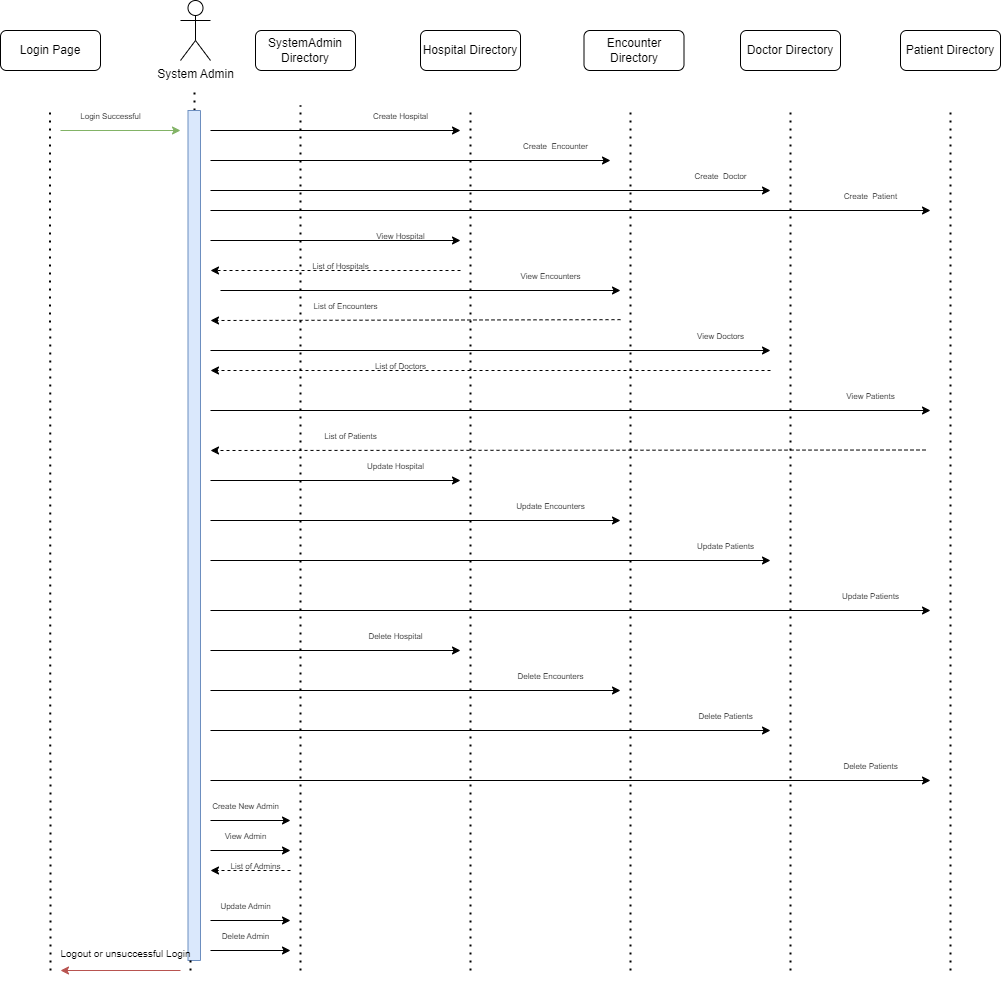 Login Page
System Admin
SystemAdmin
Directory
Hospital Directory
Encounter
Directory
Doctor Directory
Patient Directory
Login Successful
Create Hospital
Create  Encounter
Create  Doctor
Create  Patient
View Hospital
List of Hospitals
View Encounters
List of Encounters
View Doctors
List of Doctors
View Patients
List of Patients
Update Hospital
Update Encounters
Update Patients
Update Patients
Delete Hospital
Delete Encounters
Delete Patients
Delete Patients
Create New Admin
View Admin
List of Admins
Update Admin
Delete Admin
Logout or unsuccessful Login